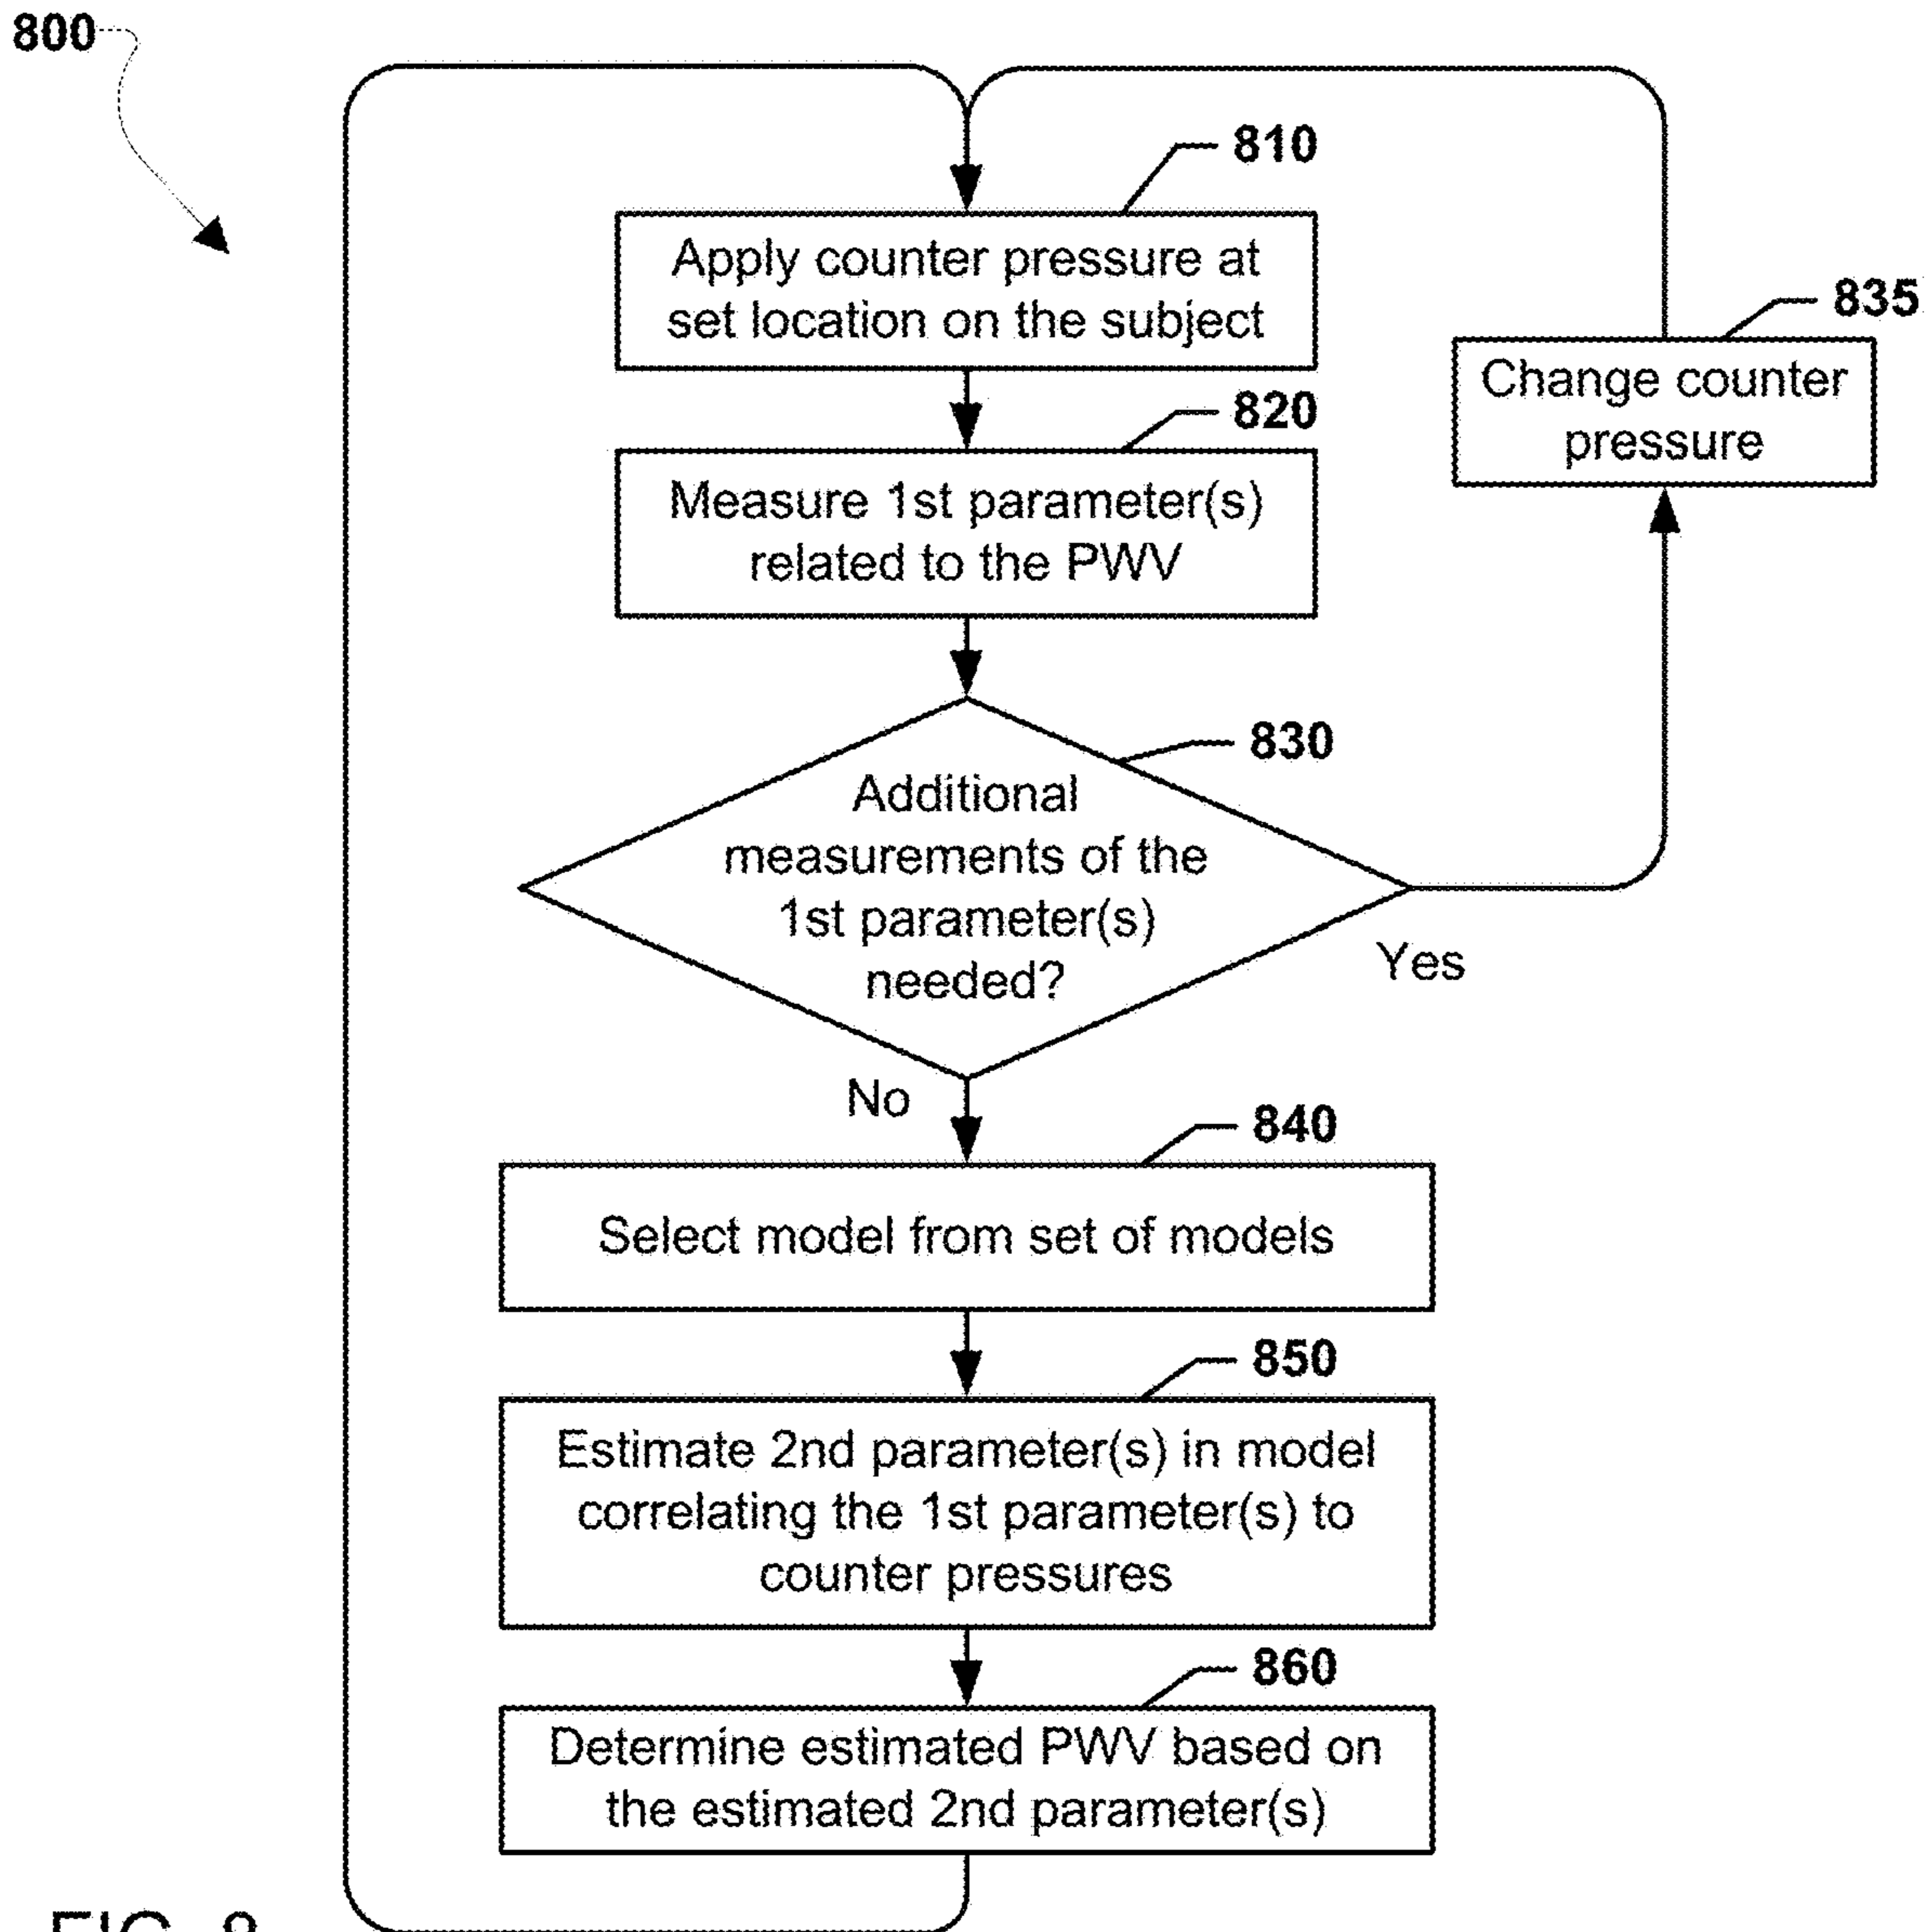 800
810
Apply counter pressure at
set location on the subject
835
Change counter
pressure
820
Measure 1st parameter(s)
related to the PWV
830
Additional
measurements of the
1st parameter(s)
needed?
Yes
No
840
Select model from set of models
850
Estimate 2nd parameter(s) in model
correlating the 1st parameter(s) to
counter pressures
860
Determine estimated PWV based on
the estimated 2nd parameter(s)
FIG. 8